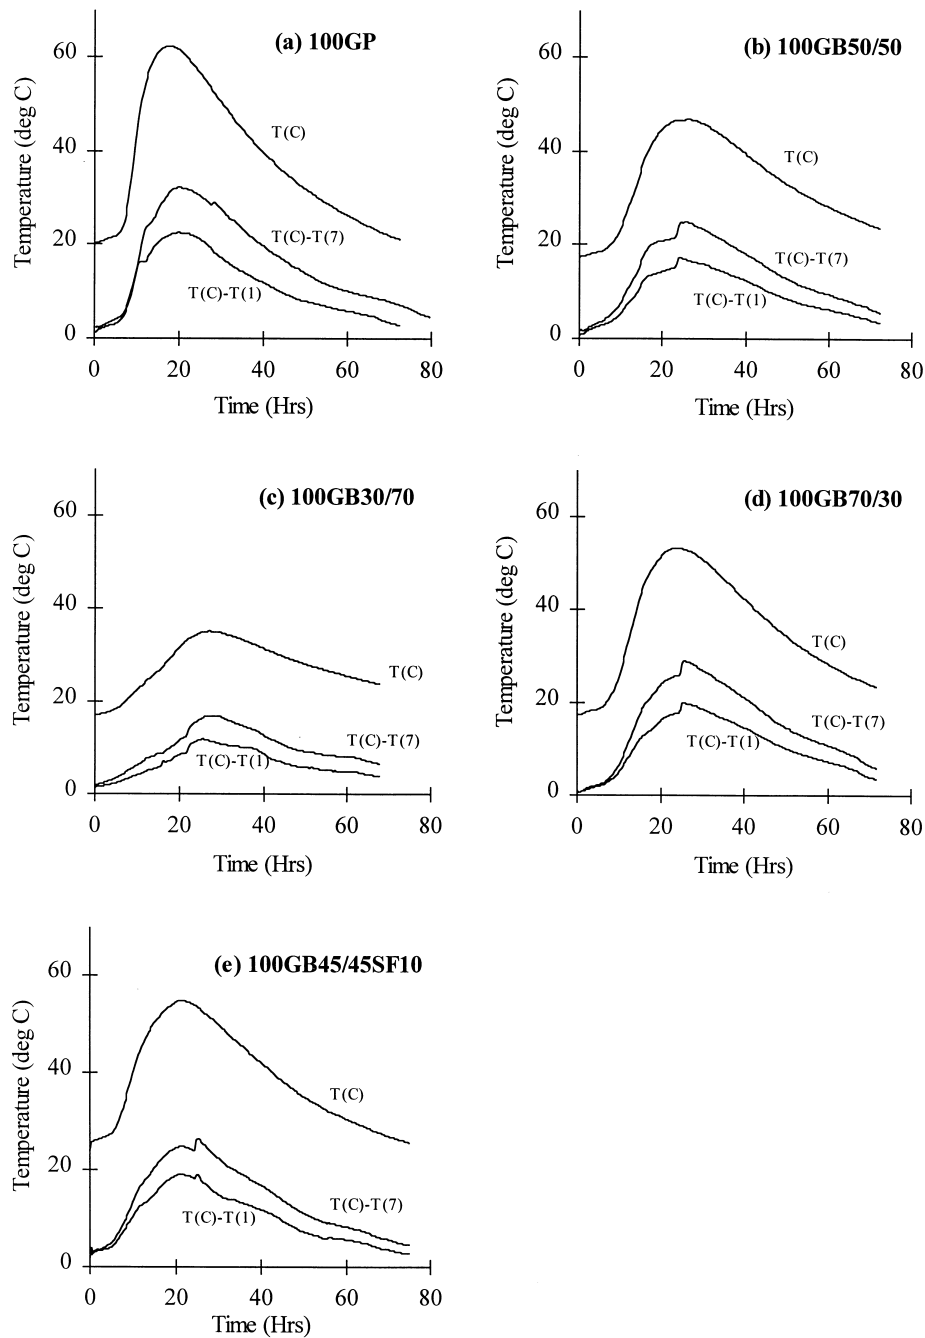 (a) 100GP
Temperature (deg C)
60
40
20
0
T(C)
T(C)-T(7)
T(C)-T(1)
0 20 40 60 80
Time (Hrs)
(b) 100GB50/50
Temperature (deg C)
60
40
20
0
T(C)
T(C)-T(7)
T(C)-T(1)
0 20 40 60 80
Time (Hrs)
(c) 100GB30/70
Temperature (deg C)
60
40
20
0
T(C)
T(C)-T(7)
T(C)-T(1)
0 20 40 60 80
Time (Hrs)
(d) 100GB70/30
Temperature (deg C)
60
40
20
0
T(C)
T(C)-T(7)
T(C)-T(1)
0 20 40 60 80
Time (Hrs)
(e) 100GB45/45SF10
Temperature (deg C)
60
40
20
0
T(C)
T(C)-T(7)
T(C)-T(1)
0 20 40 60 80
Time (Hrs)